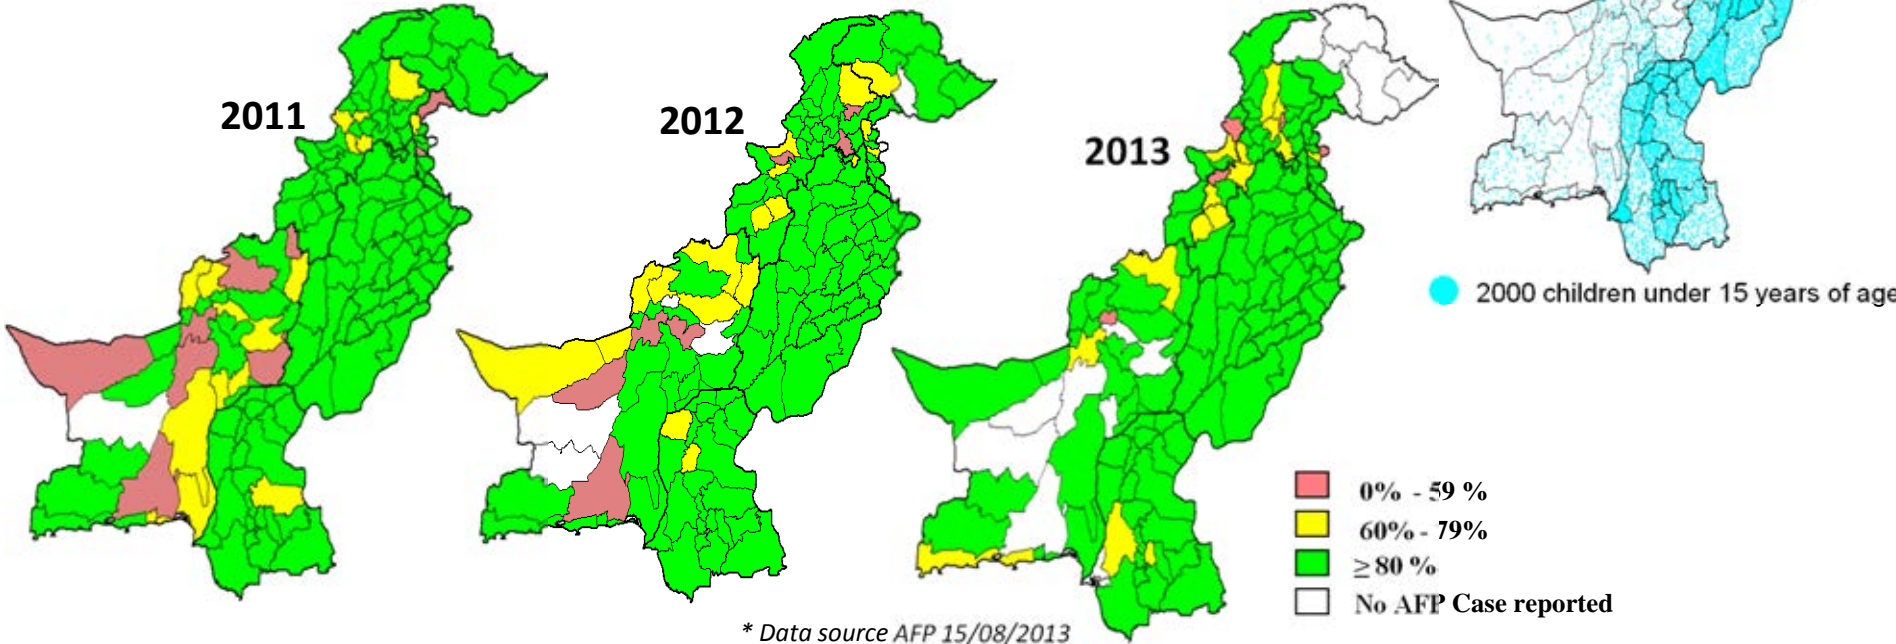 2011
2012
2013
2000 children under 15 years of age
0% - 59 %
60% - 79%
≥ 80 %
No AFP Case reported
* Data source AFP 15/08/2013